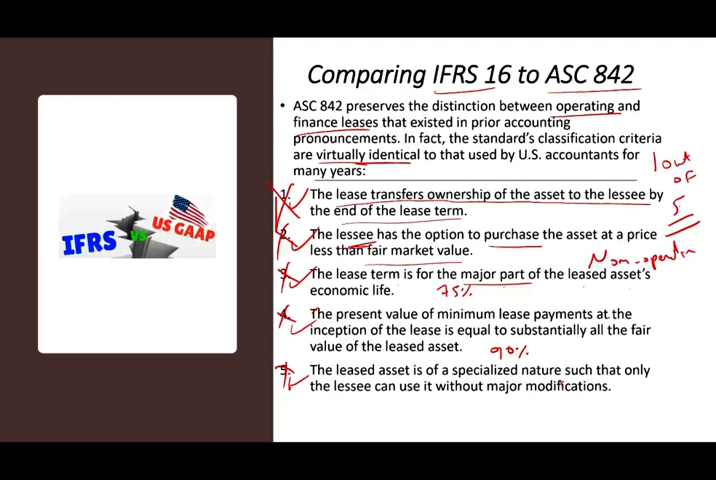 Comparing IFRS 16 to ASC 842
• ASC 842 preserves the distinction between operating and
finance leases that existed in prior accounting
pronouncements. In fact, the standard's classification criteria
are virtually identical to that used by U.S. accountants for
many years:
1. The lease transfers ownership of the asset to the lessee by
the end of the lease term.
2. The lessee has the option to purchase the asset at a price
less than fair market value.
3. The lease term is for the major part of the leased asset's
economic life.
75%
4. The present value of minimum lease payments at the
inception of the lease is equal to substantially all the fair
value of the leased asset.
90%
5. The leased asset is of a specialized nature such that only
the lessee can use it without major modifications.
1 out
of
5
Non-operatin
IFRS vs US GAAP